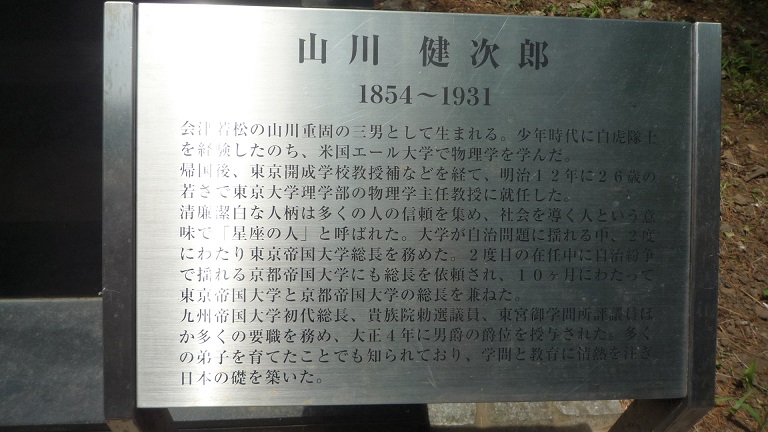 山川 健次郎
1854～1931
会津若松の山川重固の三男として生まれる。少年時代に白虎隊士
を経験したのち、米国エール大学で物理学を学んだ。
帰国後、東京開成学校教授補などを経て、明治12年に26歳の
若さで東京大学理学部の物理学主任教授に就任した。
清廉潔白な人柄は多くの人の信頼を集め、社会を導く人という意
味で「星座の人」と呼ばれた。大学が自治問題に揺れる中、2度
にわたり東京帝国大学総長を務めた。2度目の在任中に自治紛争
で揺れる京都帝国大学にも総長を依頼され、10ヶ月にわたって
東京帝国大学と京都帝国大学の総長を兼ねた。
九州帝国大学初代総長、貴族院勅選議員、東宮御学問所評議員ほ
か多くの要職を務め、大正4年に男爵の爵位を授与された。多く
の弟子を育てたことでも知られており、学問と教育に情熱を注ぎ
日本の礎を築いた。